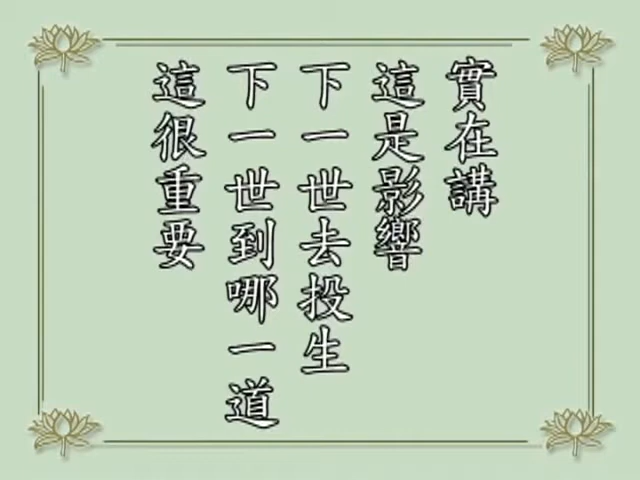 實在講
這是影響
下一世去投生
下一世到哪一道
這很重要